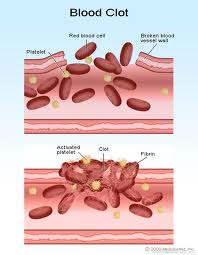 Blood Clot
Red blood cell
Broken blood
vessel wall
Platelet
Activated
platelet
Clot
Fibrin
© 2009 MedicineNet, Inc.